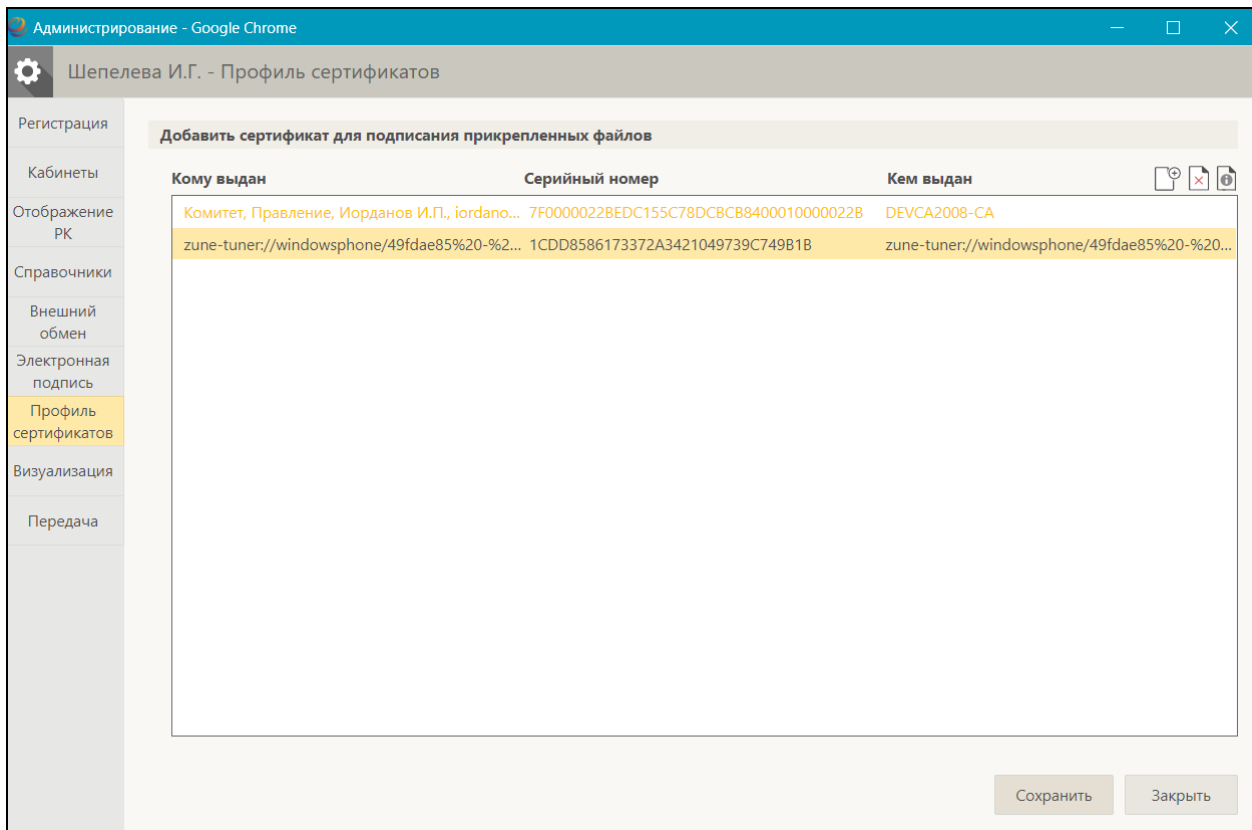 Администрирование - Google Chrome
Шепелева И.Г. - Профиль сертификатов
Регистрация
Кабинеты
Отображение
РК
Справочники
Внешний
обмен
Электронная
подпись
Профиль
сертификатов
Визуализация
Передача
Добавить сертификат для подписания прикрепленных файлов
Кому выдан Серийный номер Кем выдан
Комитет, Правление, Иорданов И.П., iordano... 7F0000022BEDC155C78DCBCB8400010000022B DEVCA2008-CA
zune-tuner://windowsphone/49fdae85%20-%2... 1CDD8586173372A3421049739C749B1B zune-tuner://windowsphone/49fdae85%20-%20...
Сохранить Закрыть